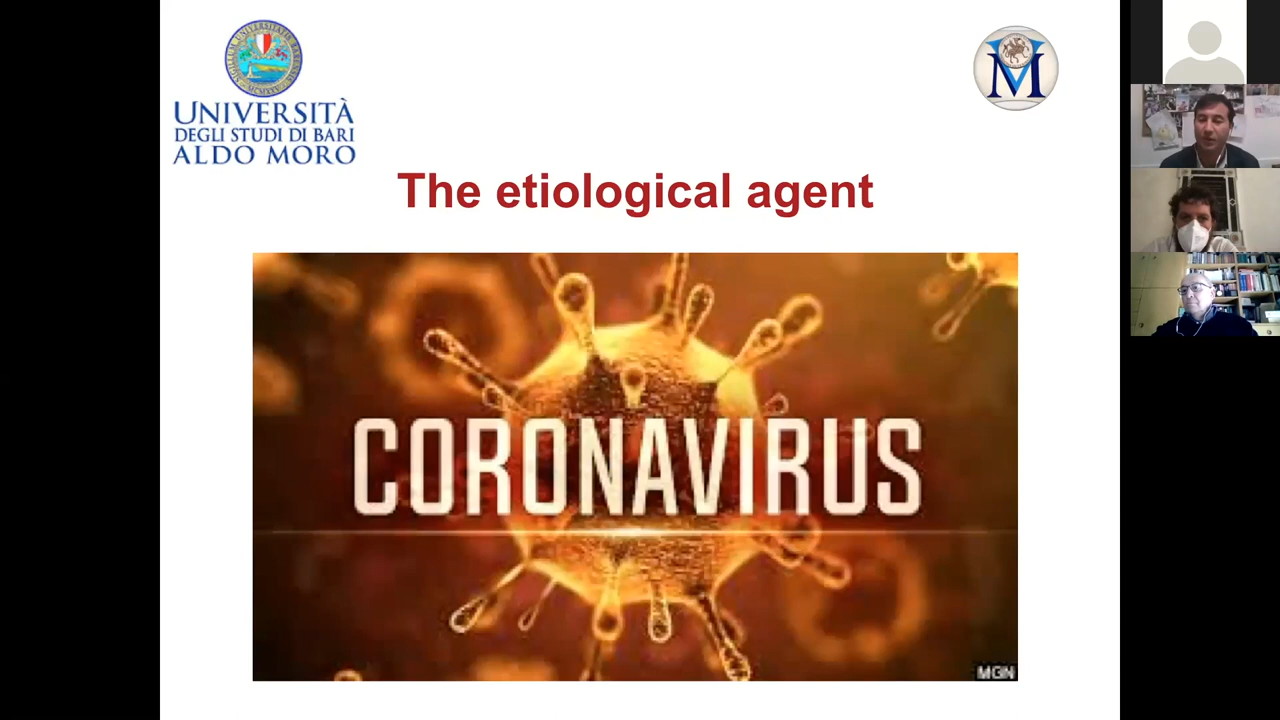 UNIVERSITÀ
DEGLI STUDI DI BARI
ALDO MORO
The etiological agent
CORONAVIRUS
MGN